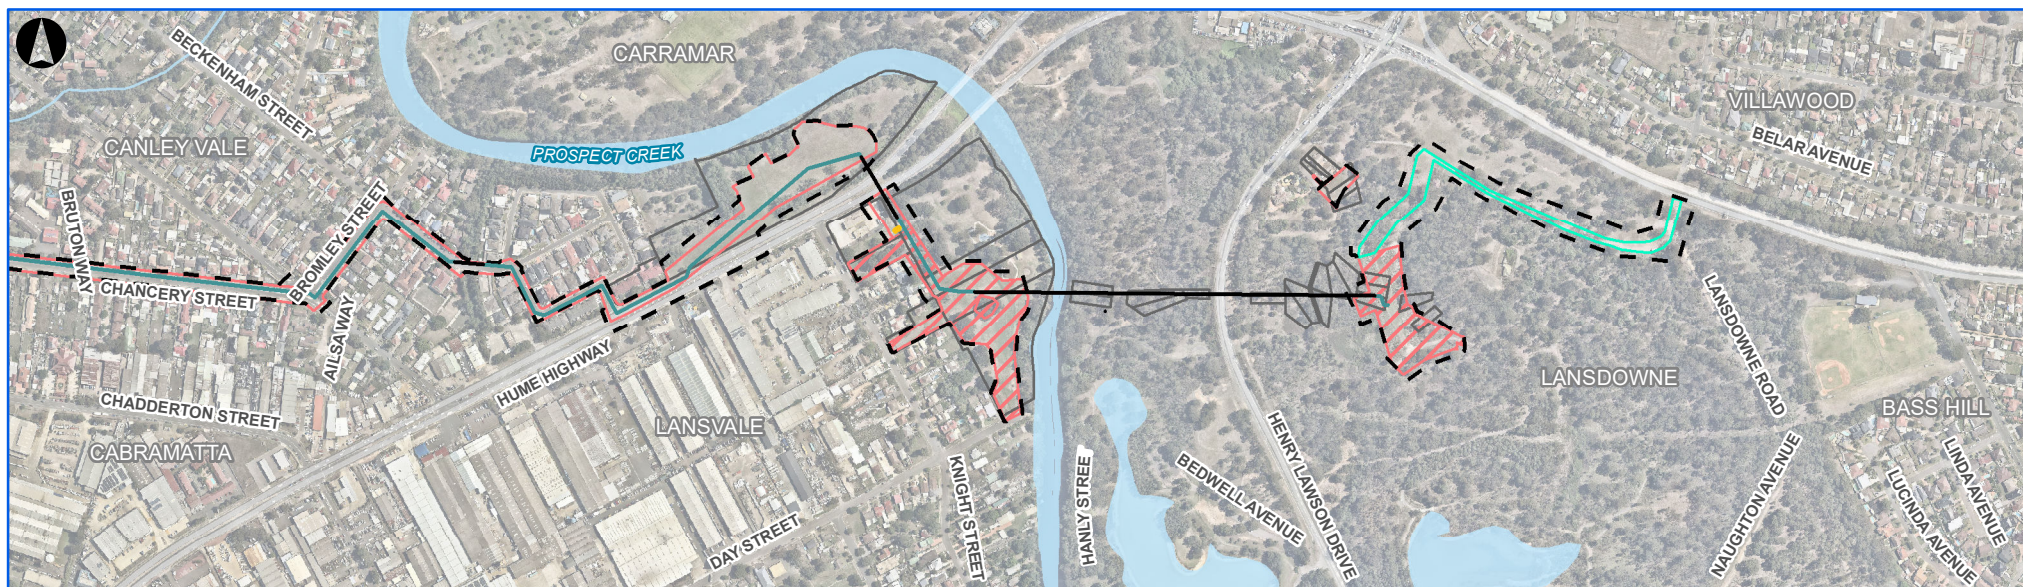 CARRAMAR
BECKENHAM STREET
VILLAWOOD
BELAR AVENUE
CANLEY VALE
PROSPECT CREEK
BRUTON WAY
BROMLEY STREET
CHANCERY STREET
AILSA WAY
HUME HIGHWAY
LANSDOWNE ROAD
LANSDOWNE
CHADDERTON STREET
LANSVALE
BASS HILL
CABRAMATTA
KNIGHT STREET
HANLY STREE
BEDWELL AVENUE
HENRY LAWSON DRIVE
DAY STREET
NAUGHTON AVENUE
LINDA AVENUE
LUCINDA AVENUE